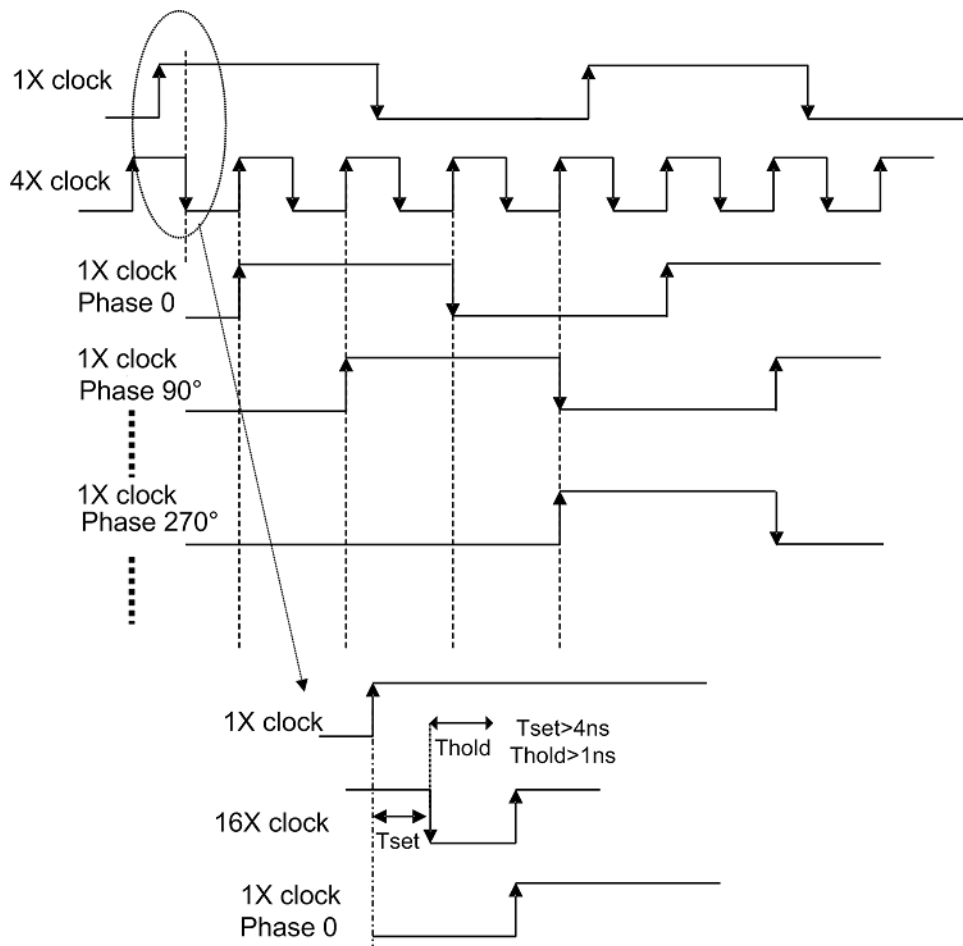 1X clock
4X clock
1X clock
Phase 0
1X clock
Phase 90°
1X clock
Phase 270°
1X clock
Thold
Tset>4ns
Thold>1ns
16X clock
Tset
1X clock
Phase 0